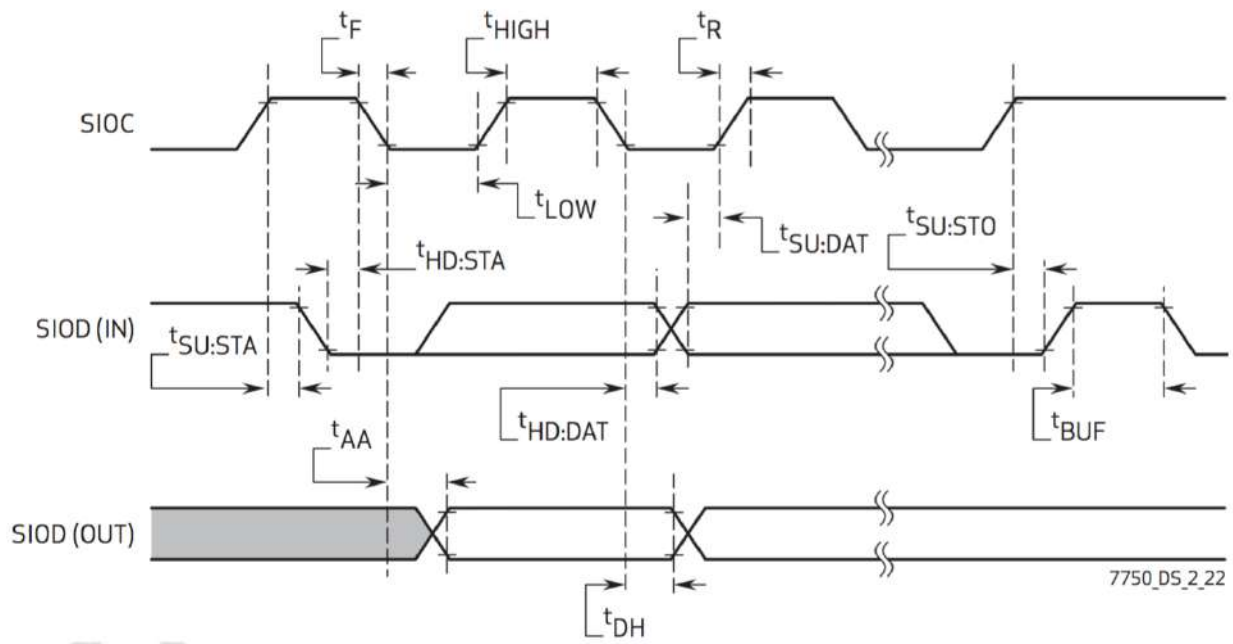 tF
tHIGH
tR
SIOC
tLOW
tSU:DAT
tSU:STO
tHD:STA
SIOD (IN)
tSU:STA
tHD:DAT
tBUF
tAA
SIOD (OUT)
7750_DS_2_22
tDH